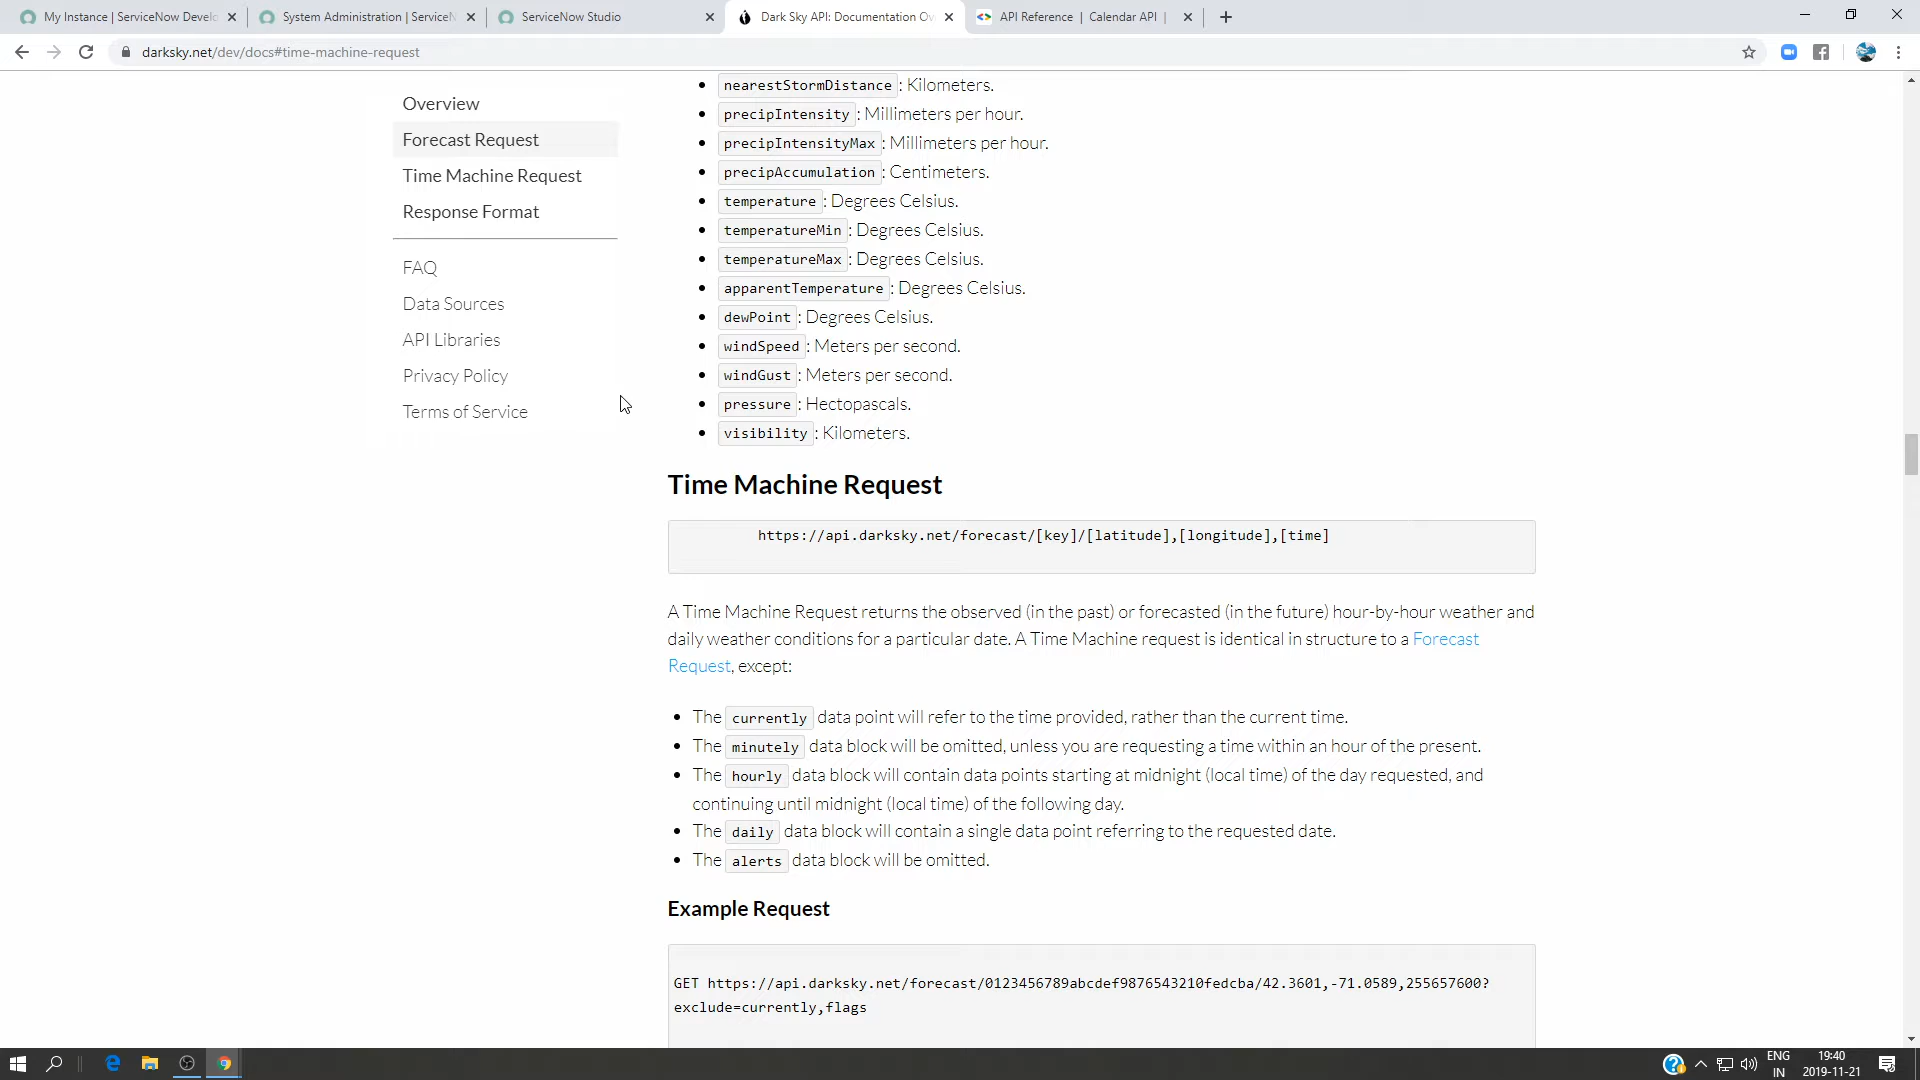 My Instance | ServiceNow Develo
System Administration | ServiceN
ServiceNow Studio
Dark Sky API: Documentation Ov
API Reference | Calendar API |
darksky.net/dev/docs#time-machine-request
Overview
Forecast Request
Time Machine Request
Response Format
FAQ
Data Sources
API Libraries
Privacy Policy
Terms of Service
nearestStormDistance : Kilometers.
precipIntensity : Millimeters per hour.
precipIntensityMax : Millimeters per hour.
precipAccumulation : Centimeters.
temperature : Degrees Celsius.
temperatureMin : Degrees Celsius.
temperatureMax : Degrees Celsius.
apparentTemperature : Degrees Celsius.
dewPoint : Degrees Celsius.
windSpeed : Meters per second.
windGust : Meters per second.
pressure : Hectopascals.
visibility : Kilometers.
Time Machine Request
https://api.darksky.net/forecast/[key]/[latitude],[longitude],[time]
A Time Machine Request returns the observed (in the past) or forecasted (in the future) hour-by-hour weather and
daily weather conditions for a particular date. A Time Machine request is identical in structure to a Forecast
Request, except:
The currently data point will refer to the time provided, rather than the current time.
The minutely data block will be omitted, unless you are requesting a time within an hour of the present.
The hourly data block will contain data points starting at midnight (local time) of the day requested, and
continuing until midnight (local time) of the following day.
The daily data block will contain a single data point referring to the requested date.
The alerts data block will be omitted.
Example Request
GET https://api.darksky.net/forecast/0123456789abcdef9876543210fedcba/42.3601,-71.0589,255657600?
exclude=currently,flags
ENG
IN
19:40
2019-11-21